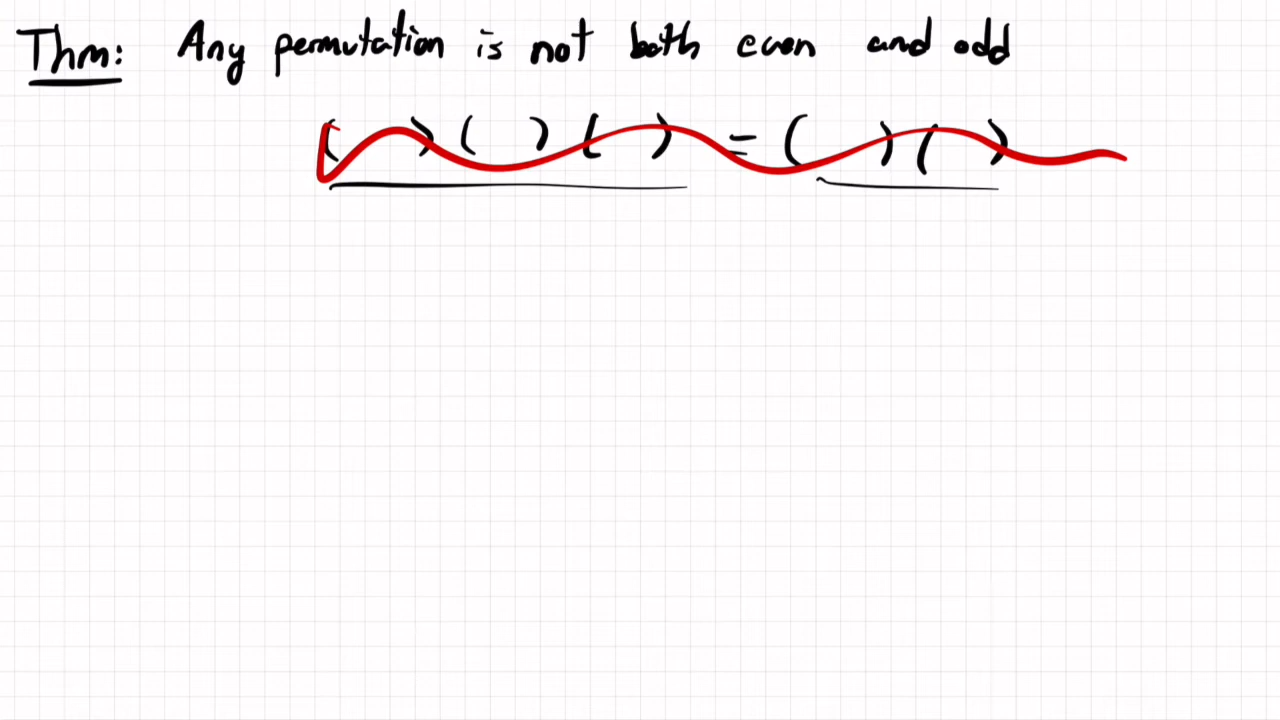 Thm: Any permutation is not both even and odd
( ) ( ) ( ) = ( ) ( )